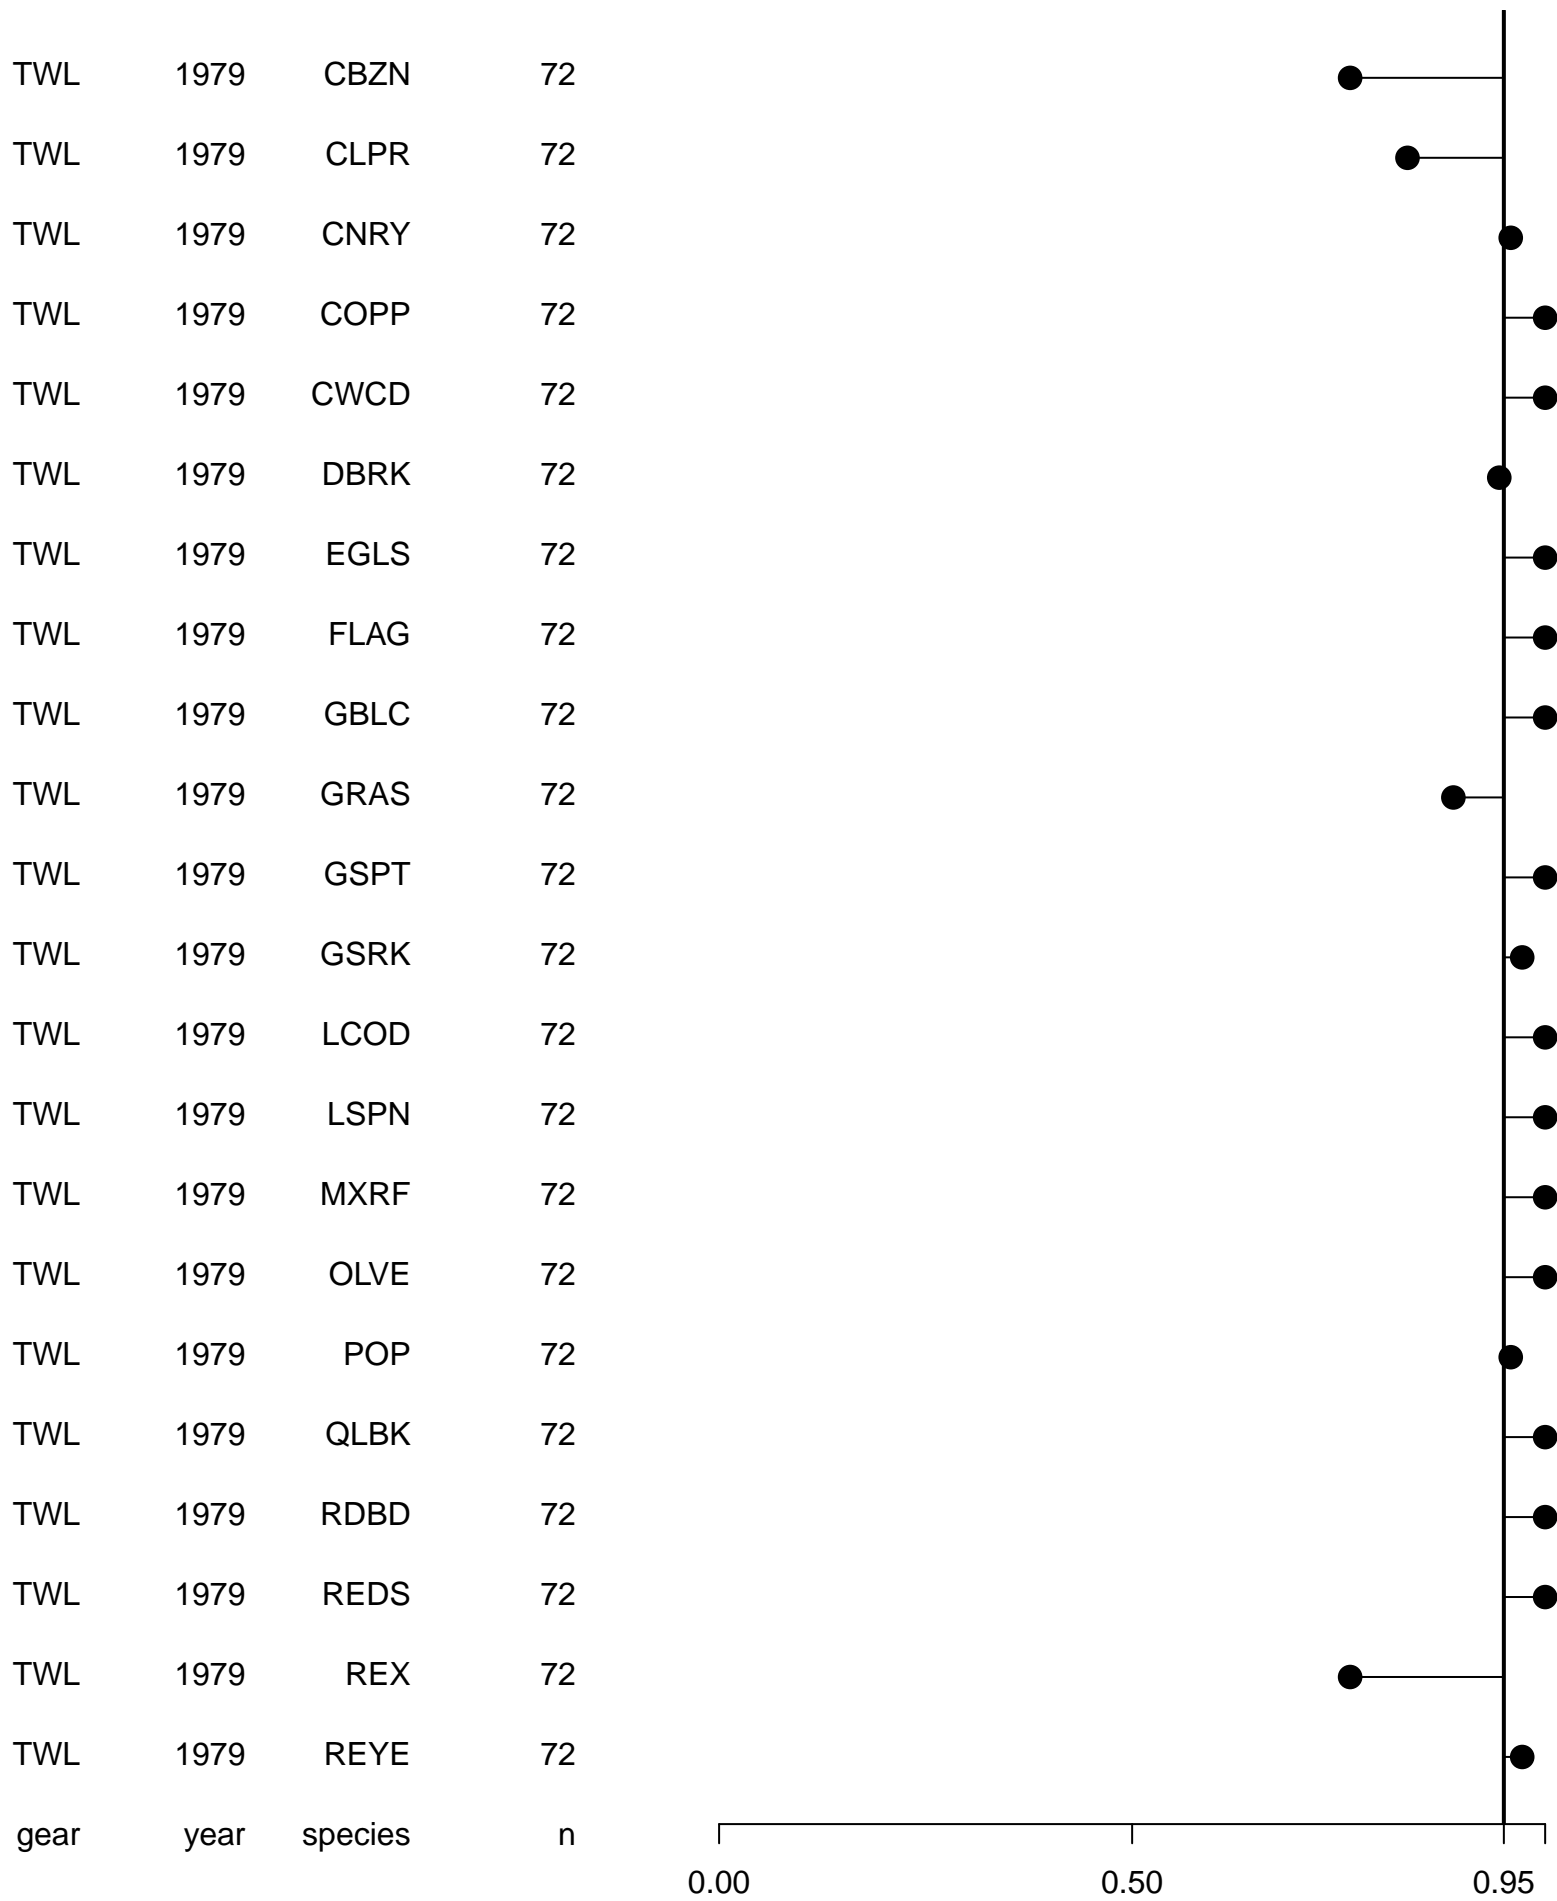 TWL 1979 CBZN 72
TWL 1979 CLPR 72
TWL 1979 CNRY 72
TWL 1979 COPP 72
TWL 1979 CWCD 72
TWL 1979 DBRK 72
TWL 1979 EGLS 72
TWL 1979 FLAG 72
TWL 1979 GBLC 72
TWL 1979 GRAS 72
TWL 1979 GSPT 72
TWL 1979 GSRK 72
TWL 1979 LCOD 72
TWL 1979 LSPN 72
TWL 1979 MXRF 72
TWL 1979 OLVE 72
TWL 1979 POP 72
TWL 1979 QLBK 72
TWL 1979 RDBD 72
TWL 1979 REDS 72
TWL 1979 REX 72
TWL 1979 REYE 72
gear year species n
0.00 0.50 0.95